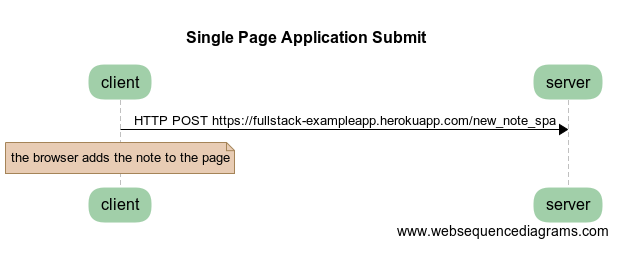 Single Page Application Submit
client
server
HTTP POST https://fullstack-exampleapp.herokuapp.com/new_note_spa
the browser adds the note to the page
client
server
www.websequencediagrams.com